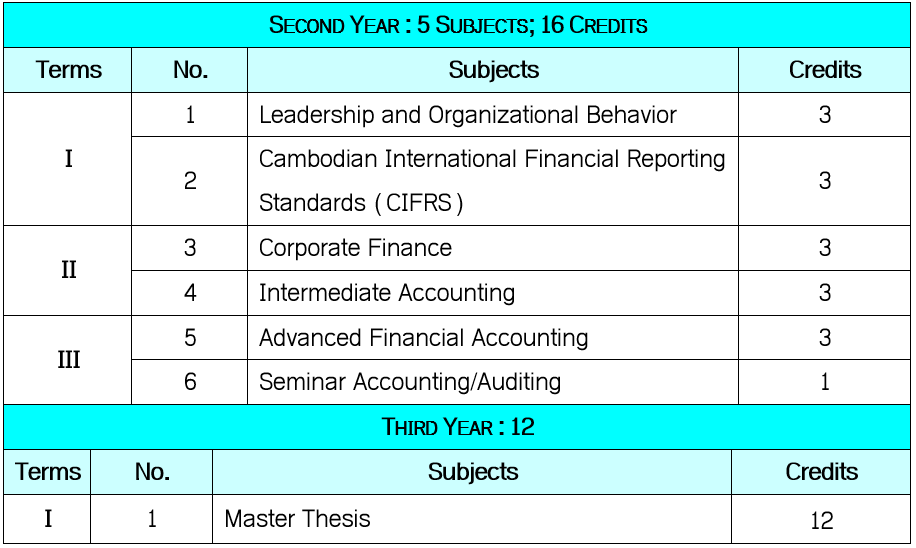 SECOND YEAR : 5 SUBJECTS; 16 CREDITS
Terms No. Subjects Credits
I 1 Leadership and Organizational Behavior 3
2 Cambodian International Financial Reporting
Standards ( CIFRS ) 3
II 3 Corporate Finance 3
4 Intermediate Accounting 3
III 5 Advanced Financial Accounting 3
6 Seminar Accounting/Auditing 1
THIRD YEAR : 12
Terms No. Subjects Credits
I 1 Master Thesis 12